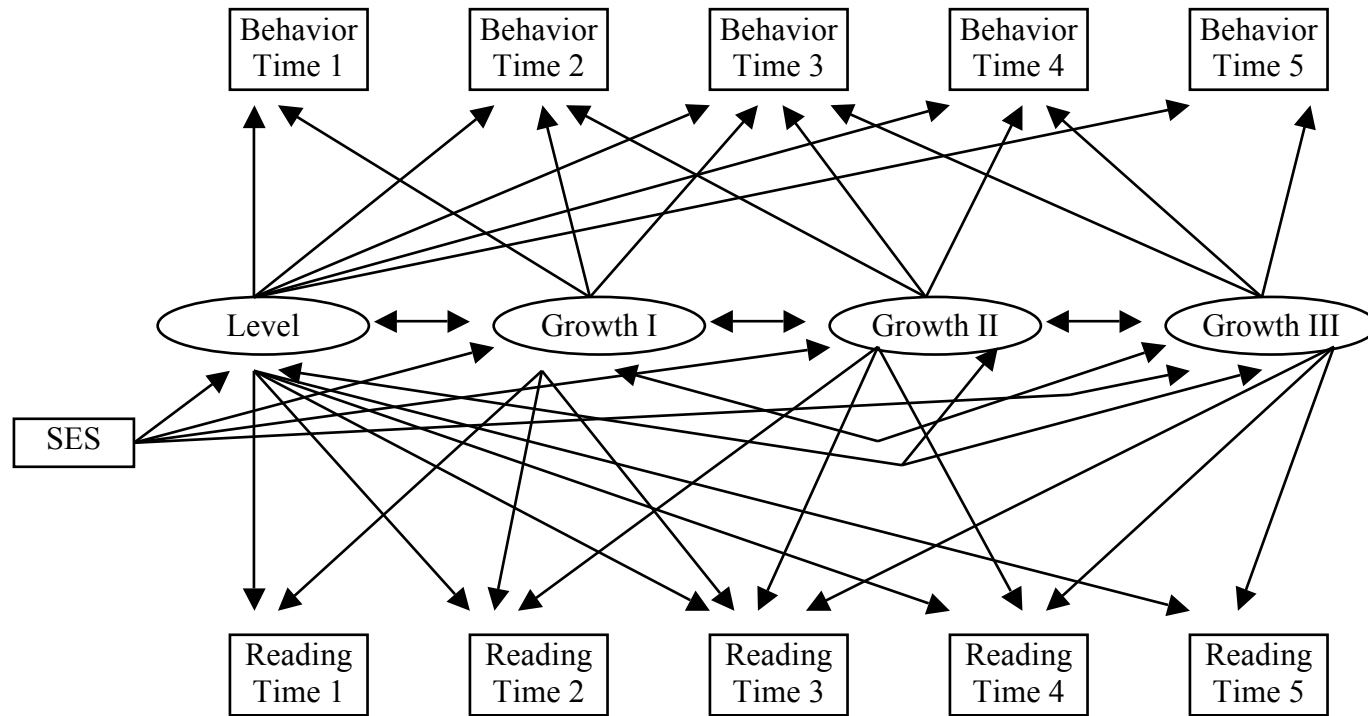 Behavior
Time 1
Behavior
Time 2
Behavior
Time 3
Behavior
Time 4
Behavior
Time 5
Level
Growth I
Growth II
Growth III
SES
Reading
Time 1
Reading
Time 2
Reading
Time 3
Reading
Time 4
Reading
Time 5